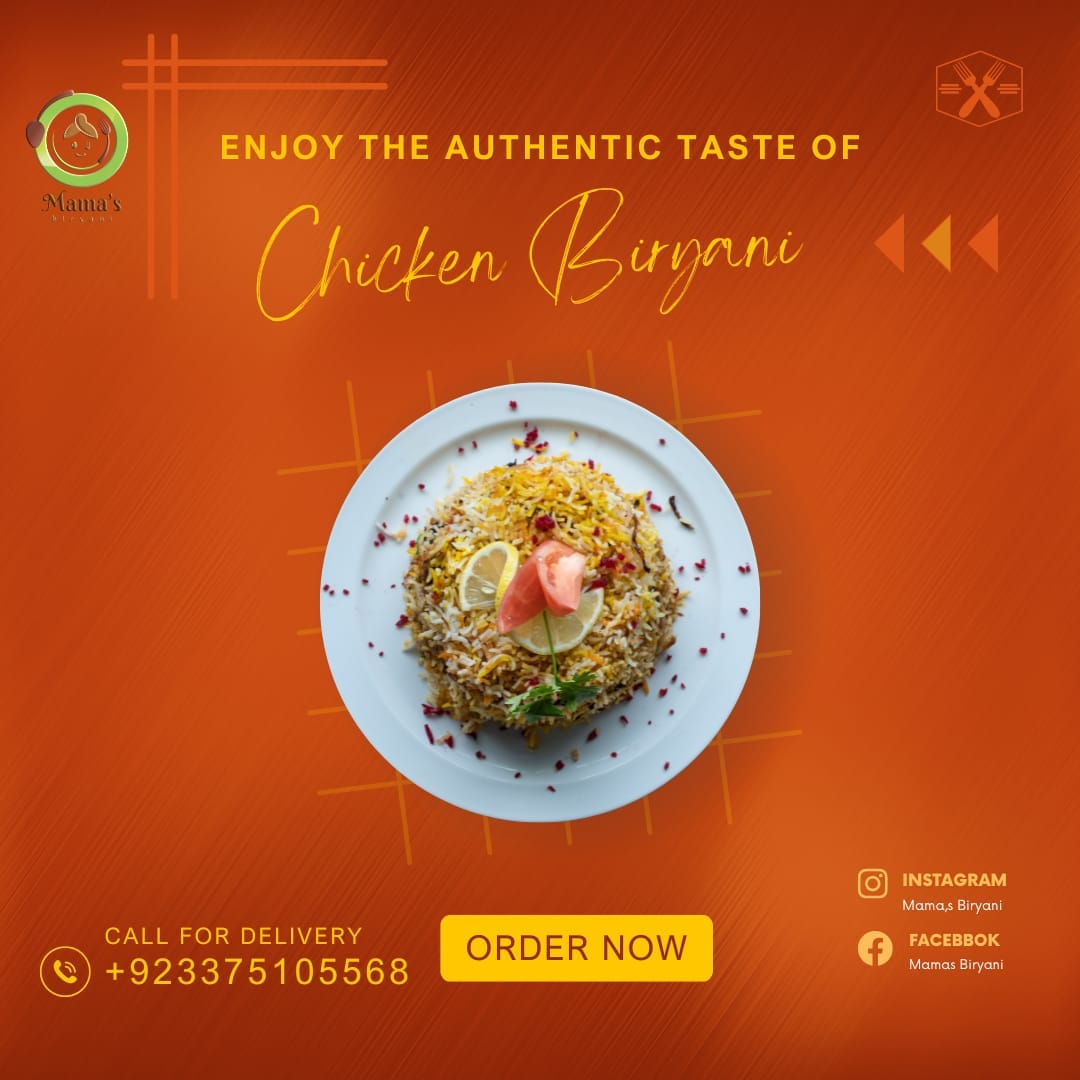 Mama's
biryani
ENJOY THE AUTHENTIC TASTE OF
Chicken Biryani
CALL FOR DELIVERY
+923375105568
ORDER NOW
INSTAGRAM
Mama,s Biryani
FACEBBOK
Mamas Biryani